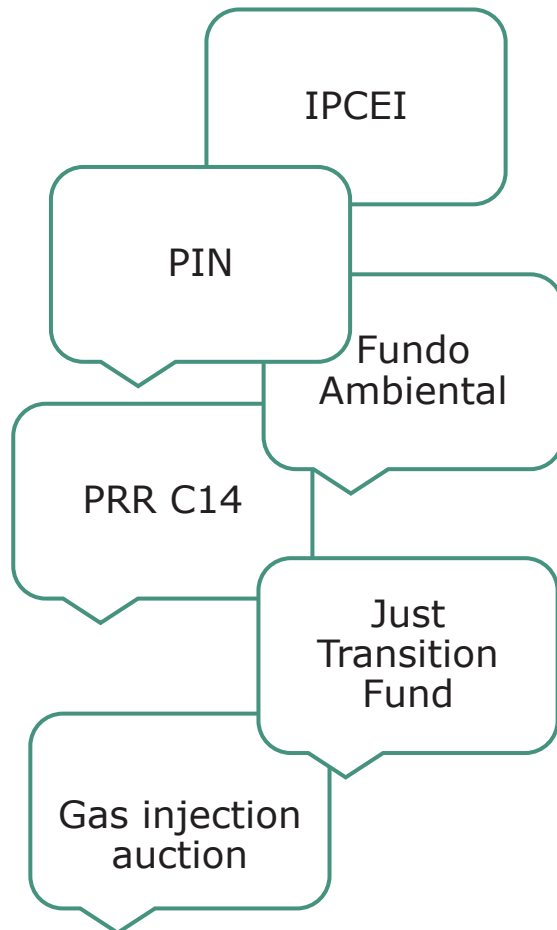 IPCEI
PIN
Fundo
Ambiental
PRR C14
Just
Transition
Fund
Gas injection
auction